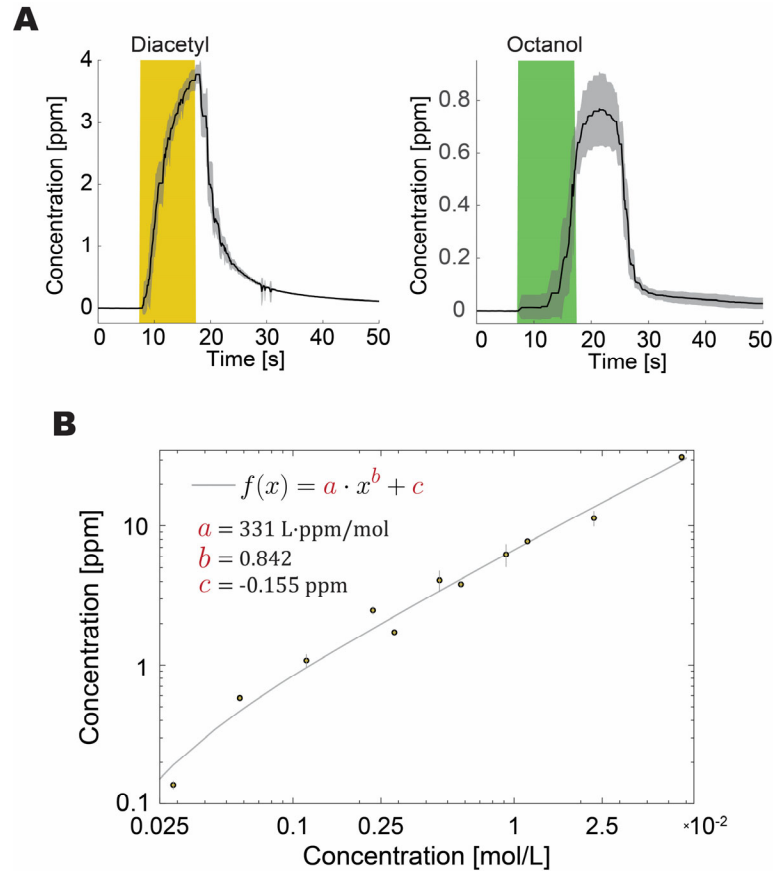 A
Diacetyl
Octanol
Concentration [ppm]
4
3
2
1
0
0 10 20 30 40 50
Time [s]
Concentration [ppm]
0.8
0.6
0.4
0.2
0
0 10 20 30 40 50
Time [s]
B
f(x) = a · x^b + c
a = 331 L·ppm/mol
b = 0.842
c = -0.155 ppm
Concentration [ppm]
10
1
0.1
0.025 0.1 0.25 1 2.5 ×10⁻²
Concentration [mol/L]